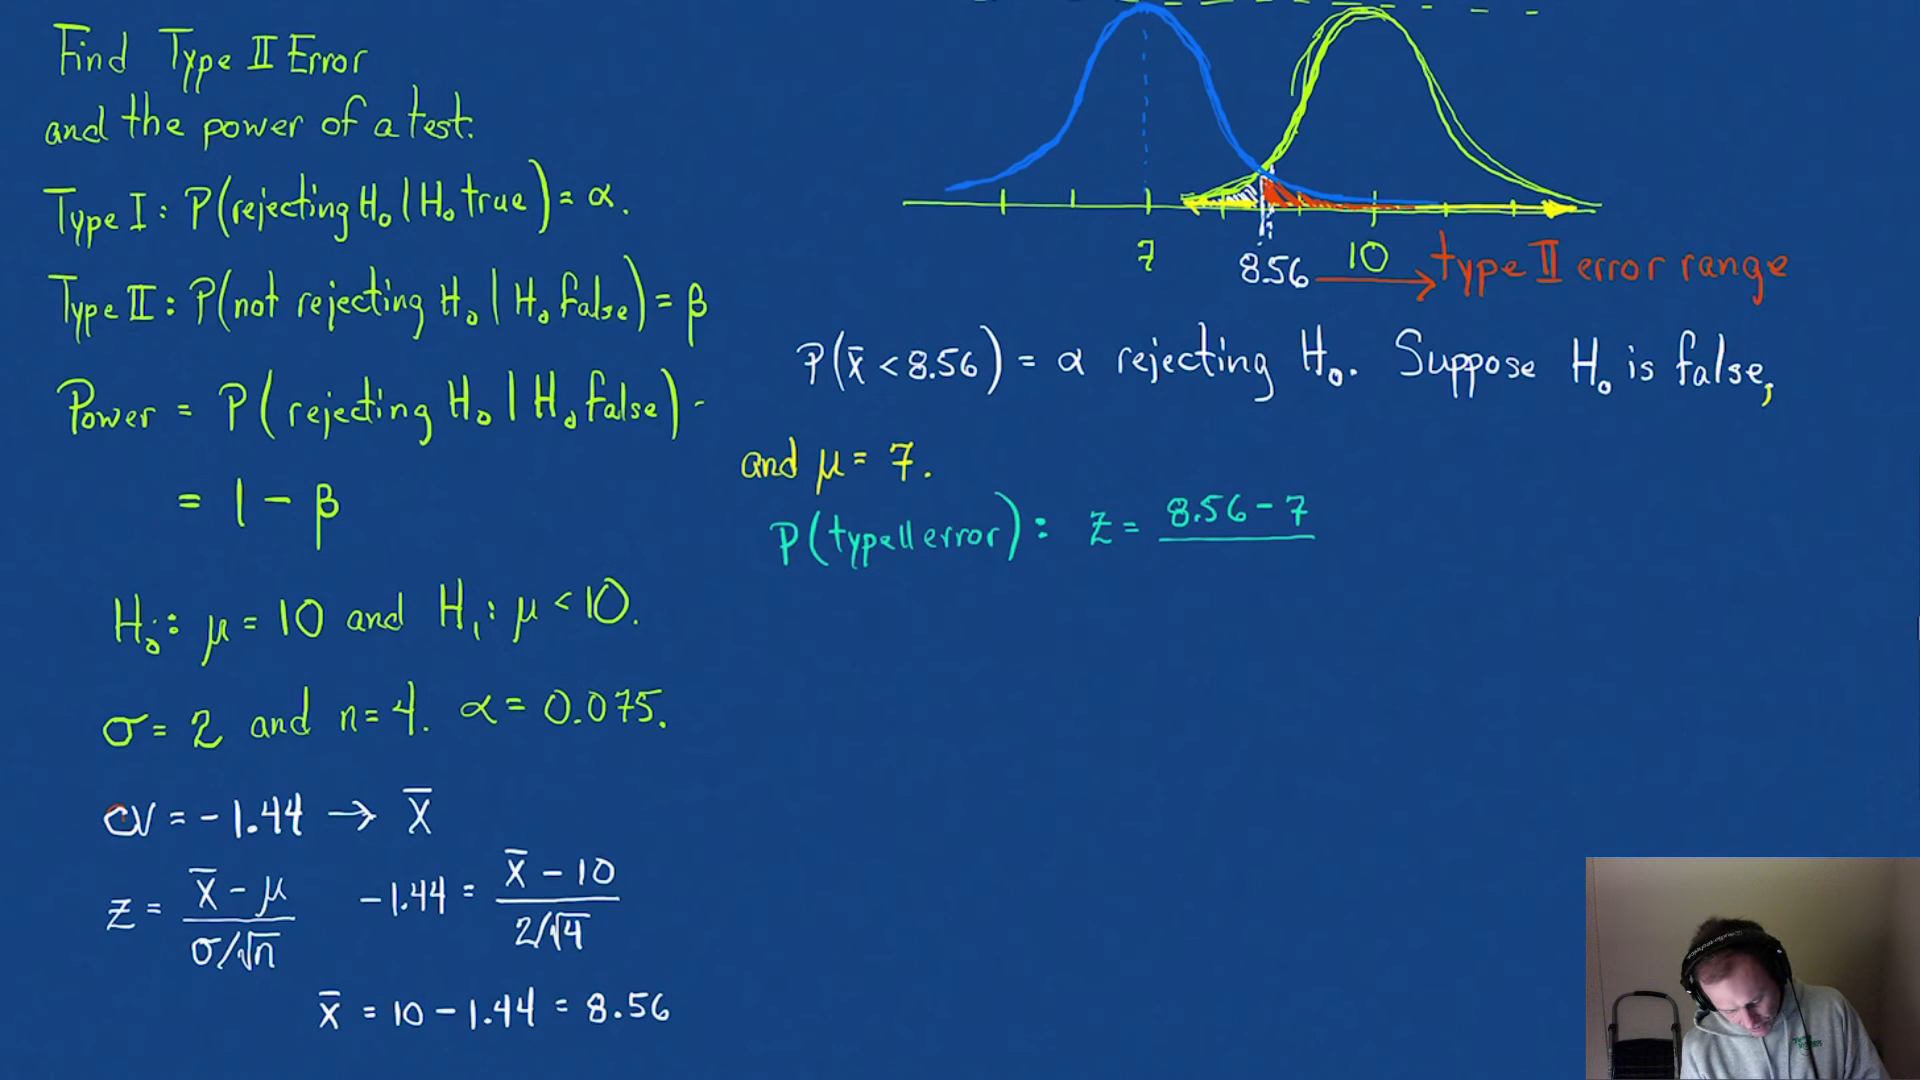 Find Type II Error
and the power of a test.
Type I : P(rejecting H₀ | H₀ true) = α.
Type II : P(not rejecting H₀ | H₀ false) = β
Power = P(rejecting H₀ | H₀ false) -
= 1 - β
H₀: μ = 10 and H₁: μ < 10.
σ = 2 and n = 4. α = 0.075.
CV = -1.44 → x̄
z = (x̄ - μ)/(σ/√n) -1.44 = (x̄ - 10)/(2/√4)
x̄ = 10 - 1.44 = 8.56
7 8.56 → 10 type II error range
P(x̄ < 8.56) = α rejecting H₀. Suppose H₀ is false,
and μ = 7.
P(type II error): z = 8.56 - 7